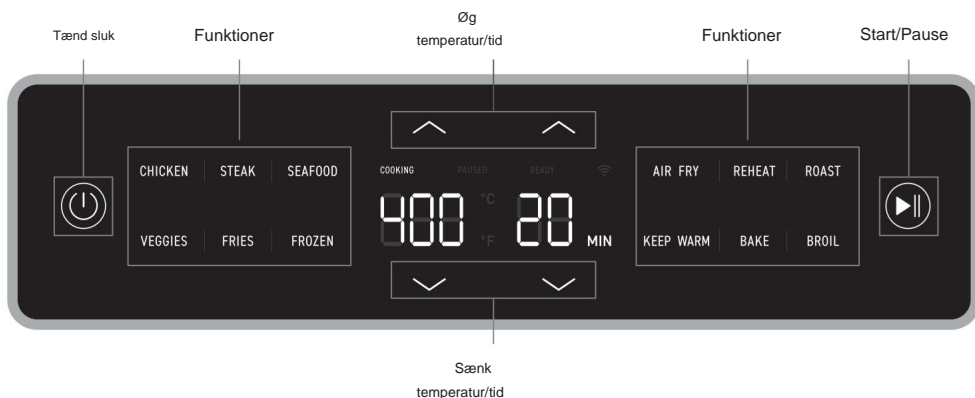 Tænd sluk
Funktioner
Øg
temperatur/tid
Funktioner
Start/Pause
CHICKEN STEAK SEAFOOD
VEGGIES FRIES FROZEN
COOKING PAUSED READY
400 °C °F 20 MIN
AIR FRY REHEAT ROAST
KEEP WARM BAKE BROIL
Sænk
temperatur/tid